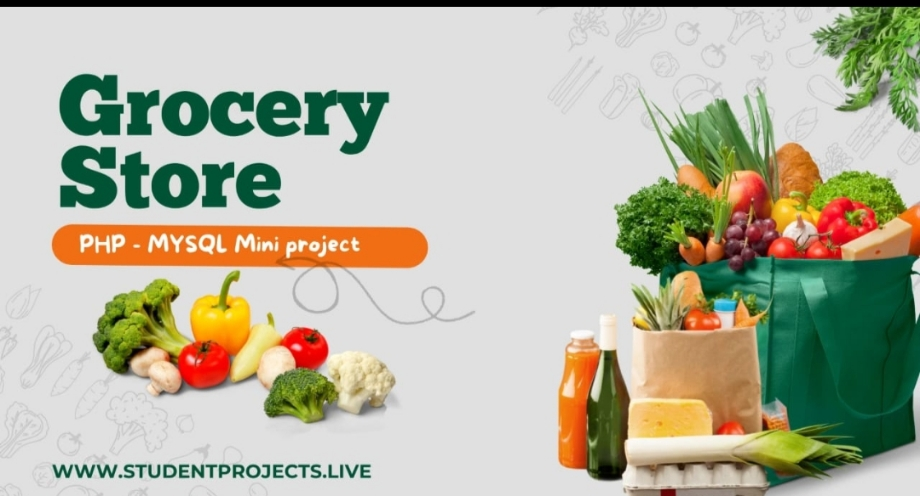 Grocery
Store
PHP - MYSQL Mini project
WWW.STUDENTPROJECTS.LIVE